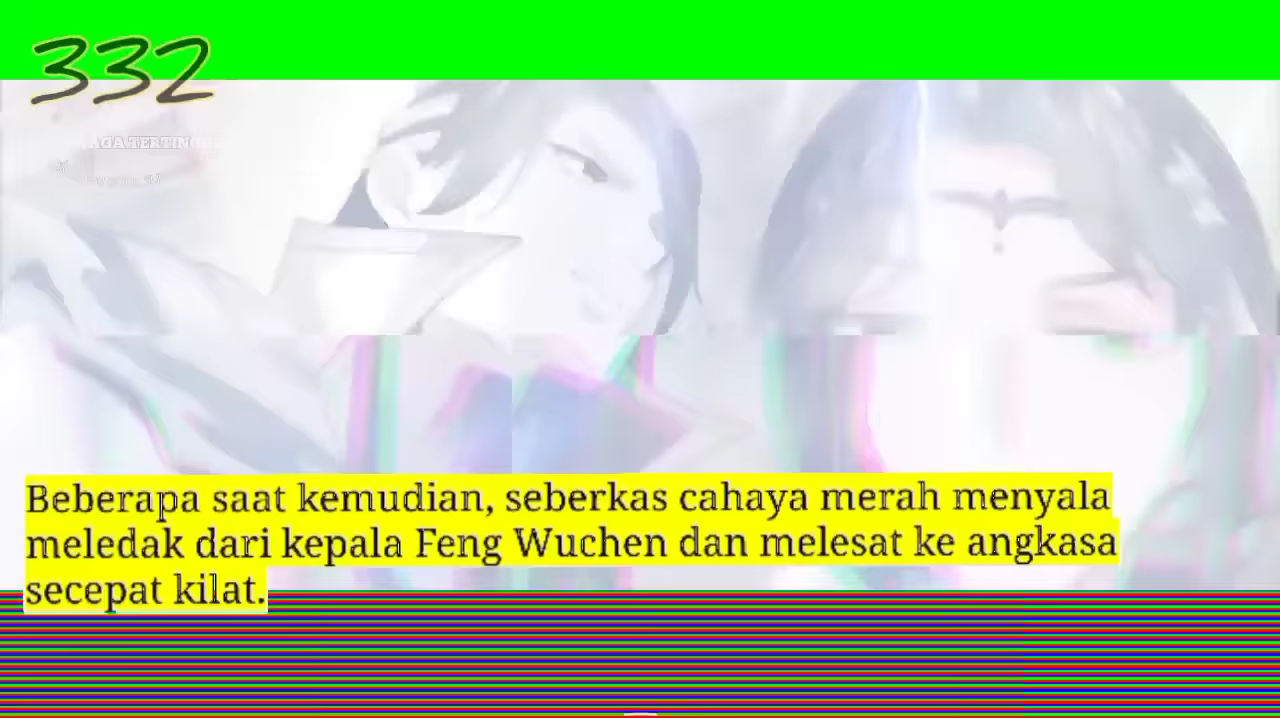 332
Beberapa saat kemudian, seberkas cahaya merah menyala
meledak dari kepala Feng Wuchen dan melesat ke angkasa
secepat kilat.